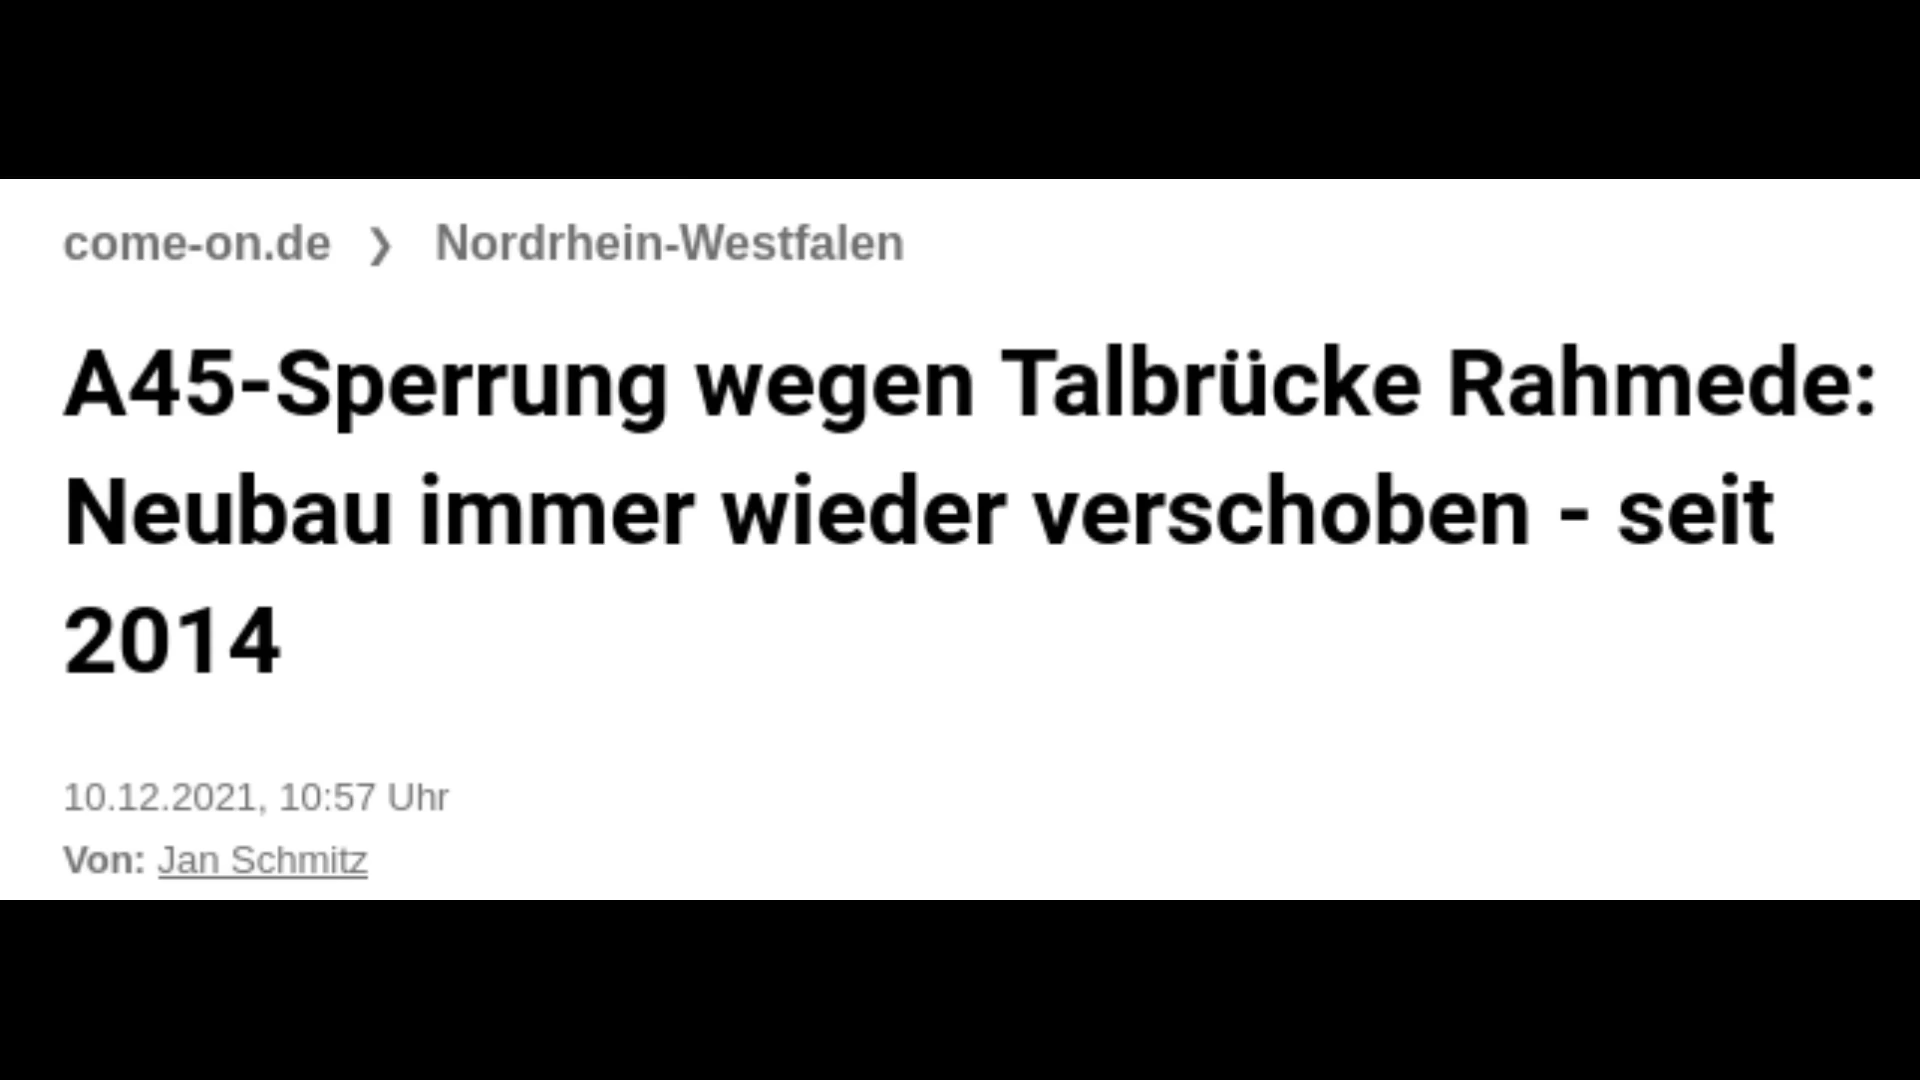 come-on.de ❯ Nordrhein-Westfalen
A45-Sperrung wegen Talbrücke Rahmede:
Neubau immer wieder verschoben - seit
2014
10.12.2021, 10:57 Uhr
Von: Jan Schmitz